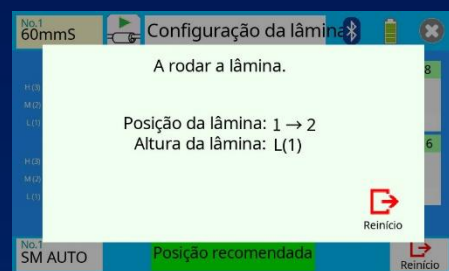 No.1
60mmS
Configuração da lâmina
8
H (3)
M (2)
L (1)
A rodar a lâmina.
Posição da lâmina: 1 → 2
Altura da lâmina: L(1)
6
H (3)
M (2)
L (1)
Reinício
No.1
SM AUTO
Posição recomendada
Reinício